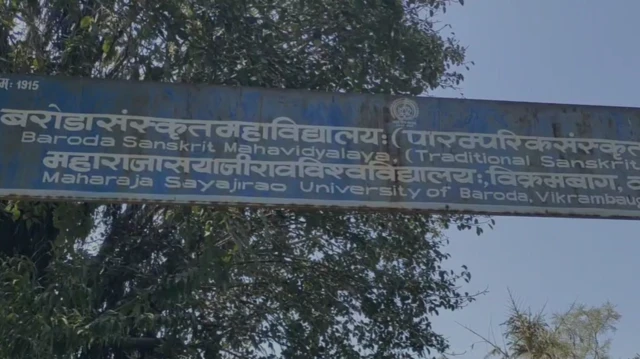 म्: 1915
बरोडासंस्कृतमहाविद्यालयः (पारम्परिकसंस्कृत
Baroda Sanskrit Mahavidyalaya (Traditional Sanskrit
महाराजासयाजीरावविश्वविद्यालयः, विक्रमबाग,
Maharaja Sayajirao University of Baroda, Vikrambaug